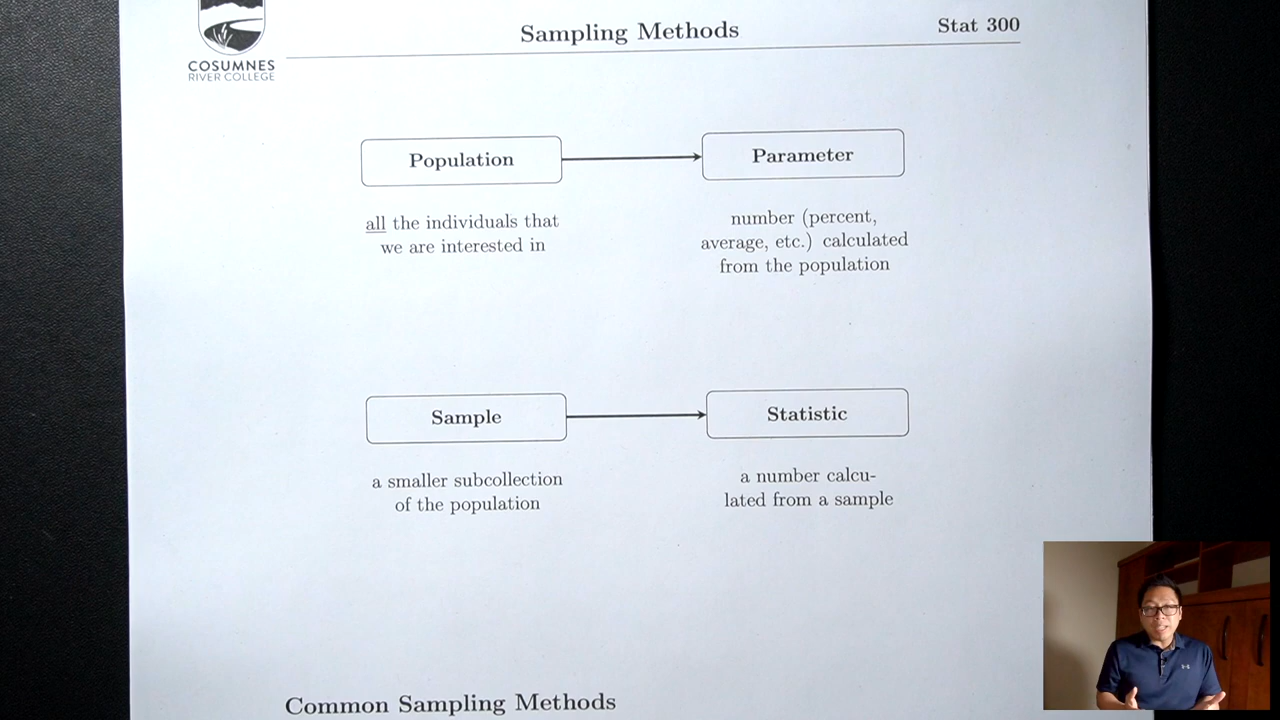 COSUMNES
RIVER COLLEGE
Sampling Methods
Stat 300
Population
Parameter
all the individuals that
we are interested in
number (percent,
average, etc.) calculated
from the population
Sample
Statistic
a smaller subcollection
of the population
a number calcu-
lated from a sample
Common Sampling Methods